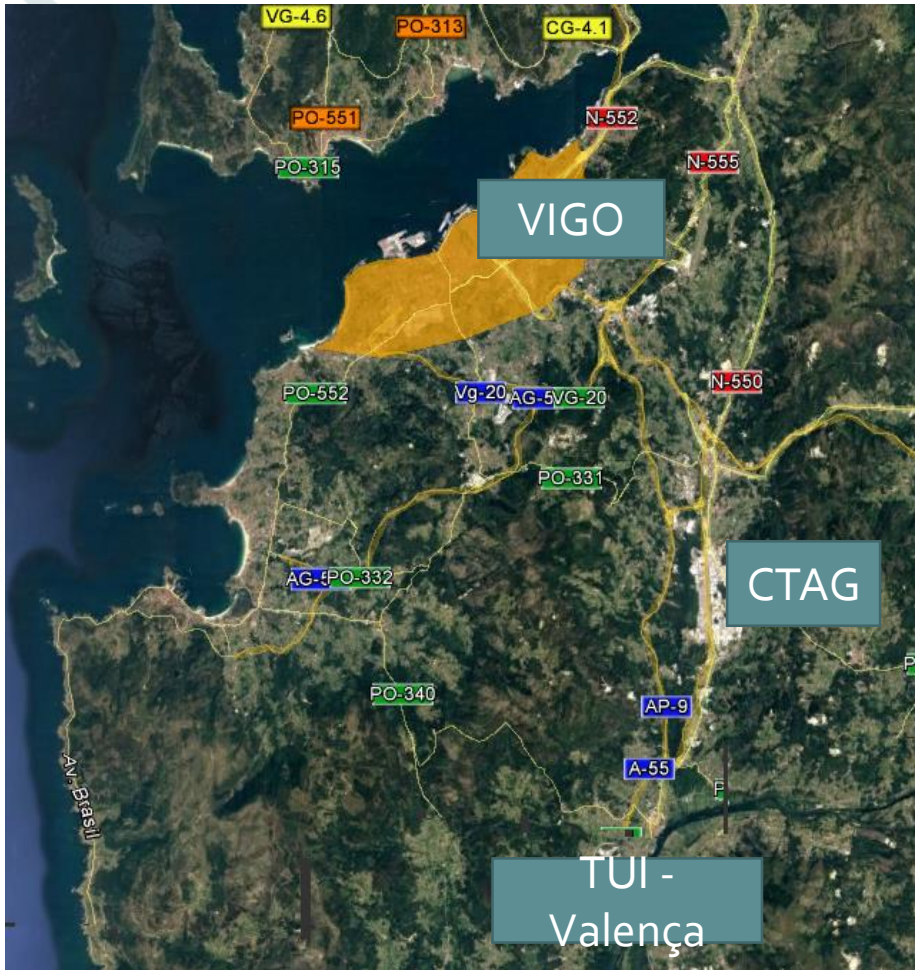 VG-4.6
PO-313
CG-4.1
PO-551
N-552
PO-315
N-555
VIGO
PO-552
Vg-20
AG-5
VG-20
N-550
PO-331
AG-5
PO-332
CTAG
PO-340
AP-9
A-55
Av. Brasil
TUI -
Valença